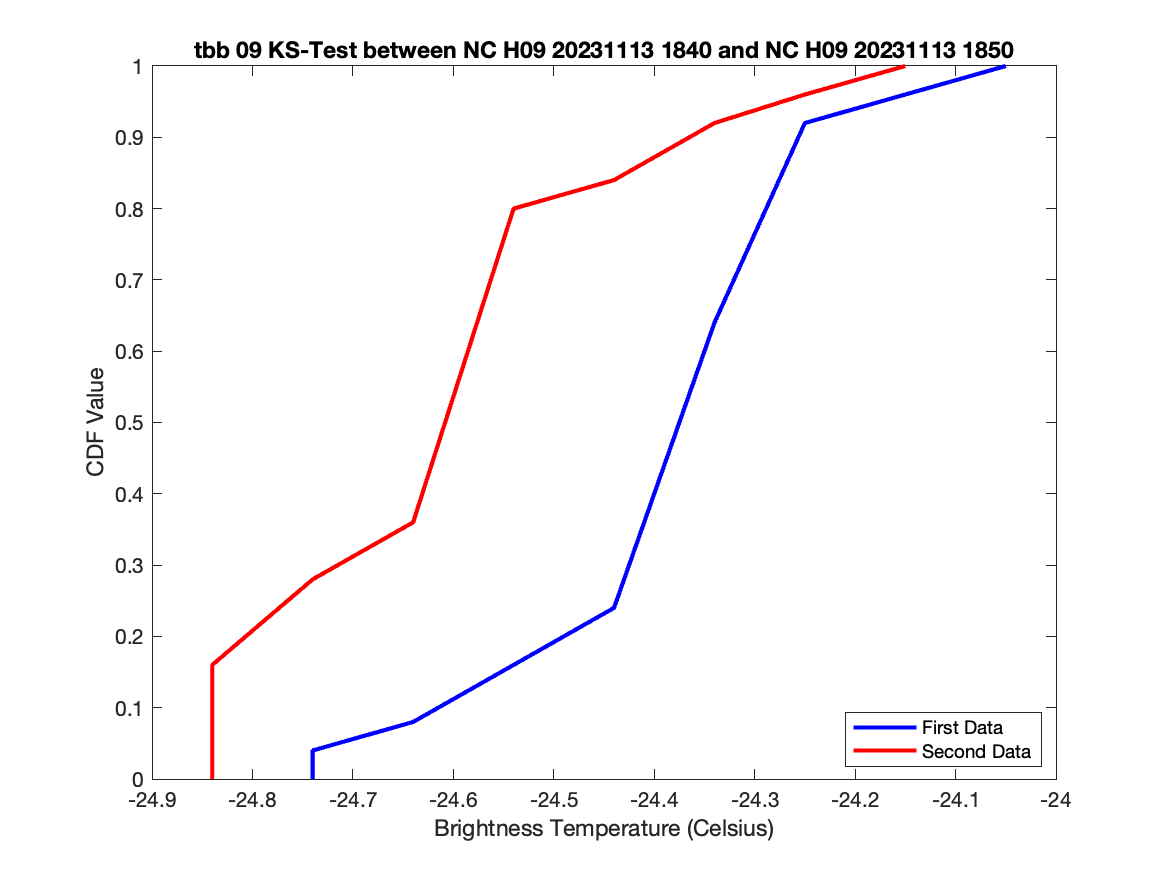 tbb 09 KS-Test between NC H09 20231113 1840 and NC H09 20231113 1850
1
0.9
0.8
0.7
0.6
0.5
0.4
0.3
0.2
0.1
0
CDF Value
First Data
Second Data
-24.9 -24.8 -24.7 -24.6 -24.5 -24.4 -24.3 -24.2 -24.1 -24
Brightness Temperature (Celsius)